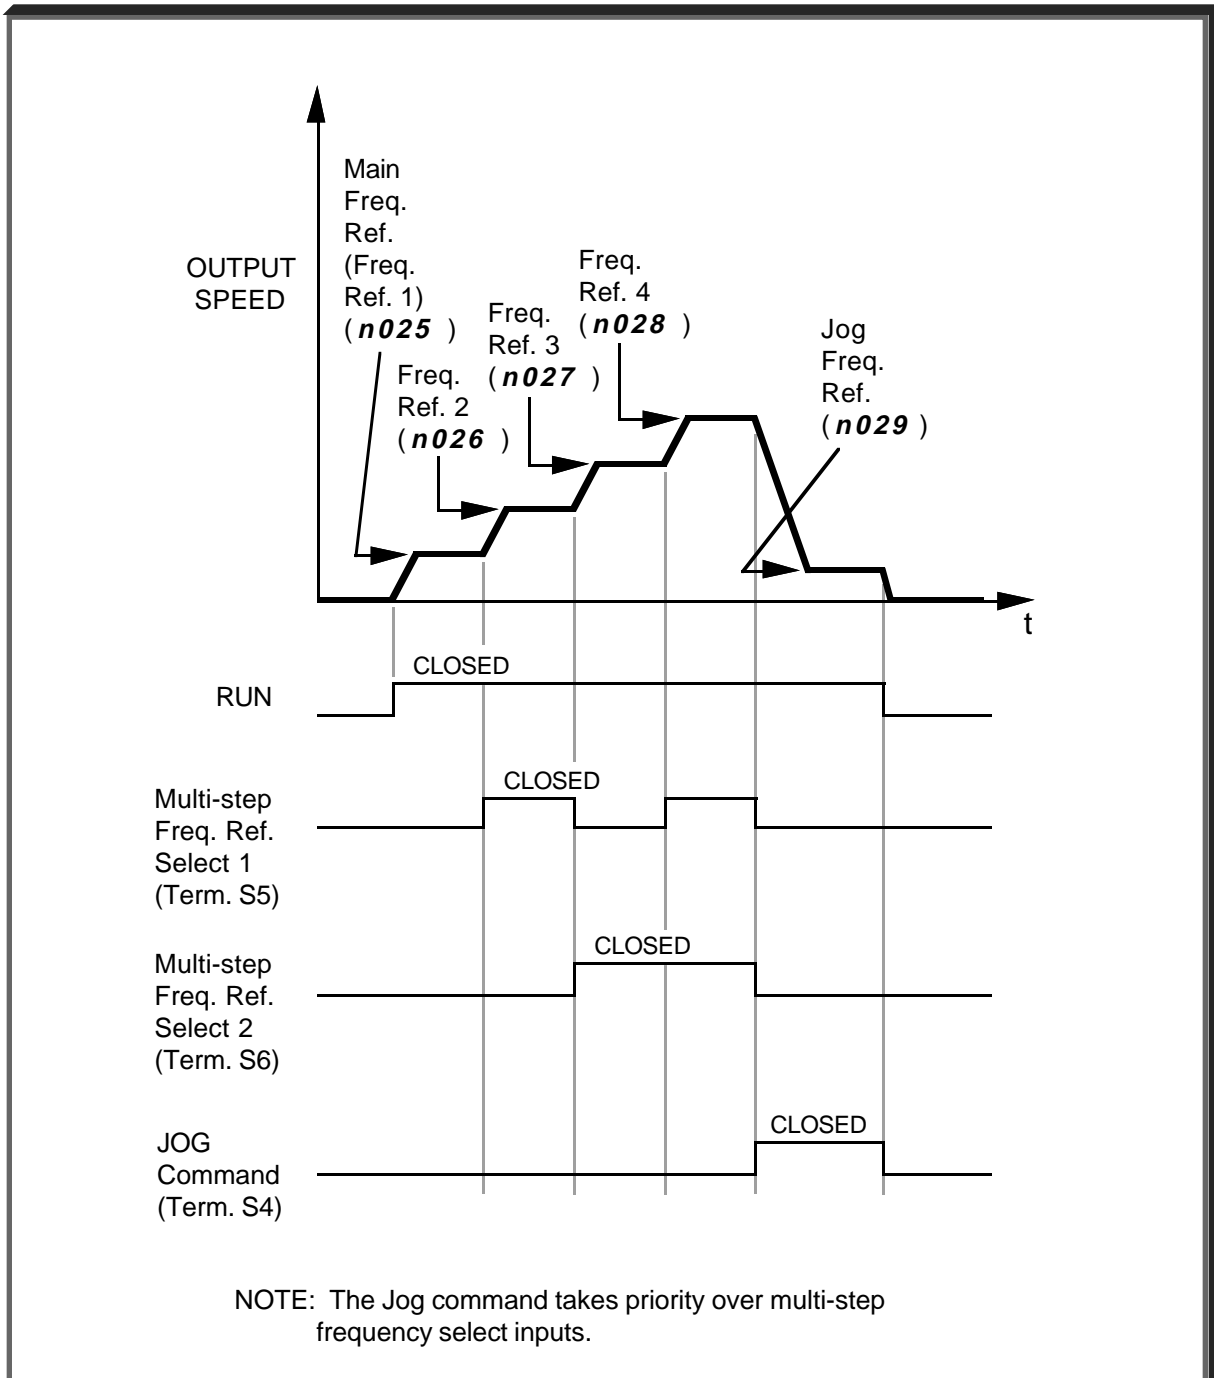 Main
Freq.
Ref.
(Freq.
Ref. 1)
(n025 )
OUTPUT
SPEED
Freq.
Ref. 2
(n026 )
Freq.
Ref. 3
(n027 )
Freq.
Ref. 4
(n028 )
Jog
Freq.
Ref.
(n029 )
t
CLOSED
RUN
CLOSED
Multi-step
Freq. Ref.
Select 1
(Term. S5)
CLOSED
Multi-step
Freq. Ref.
Select 2
(Term. S6)
CLOSED
JOG
Command
(Term. S4)
NOTE: The Jog command takes priority over multi-step
frequency select inputs.